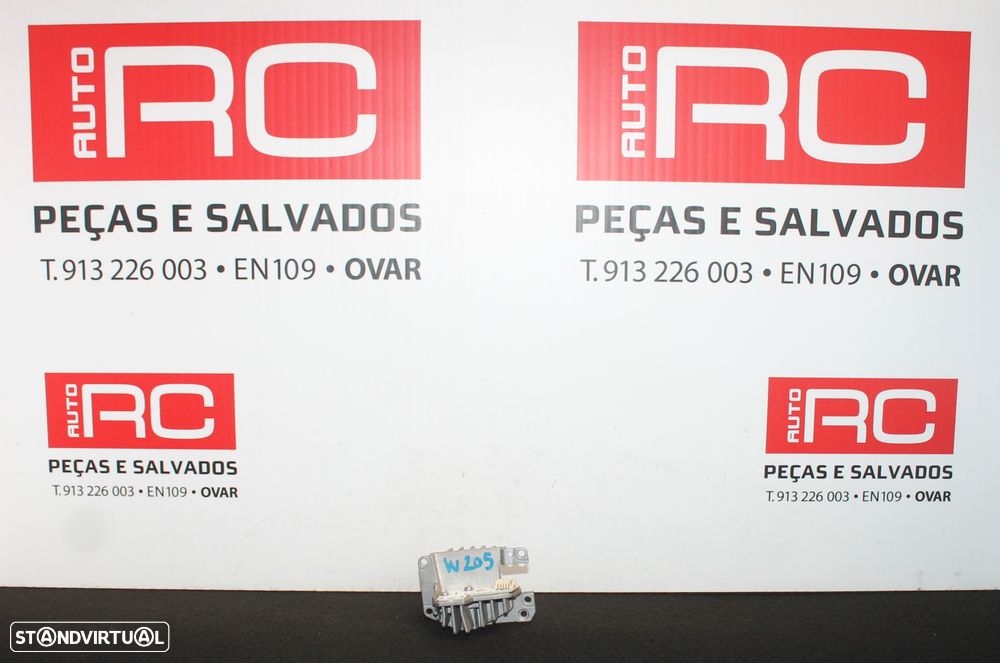 AUTO RC
PEÇAS E SALVADOS
T. 913 226 003 • EN109 • OVAR
AUTO RC
PEÇAS E SALVADOS
T. 913 226 003 • EN109 • OVAR
AUTO RC
PEÇAS E SALVADOS
T. 913 226 003 • EN109 • OVAR
AUTO RC
PEÇAS E SALVADOS
T. 913 226 003 • EN109 • OVAR
W205
STANDVIRTUAL